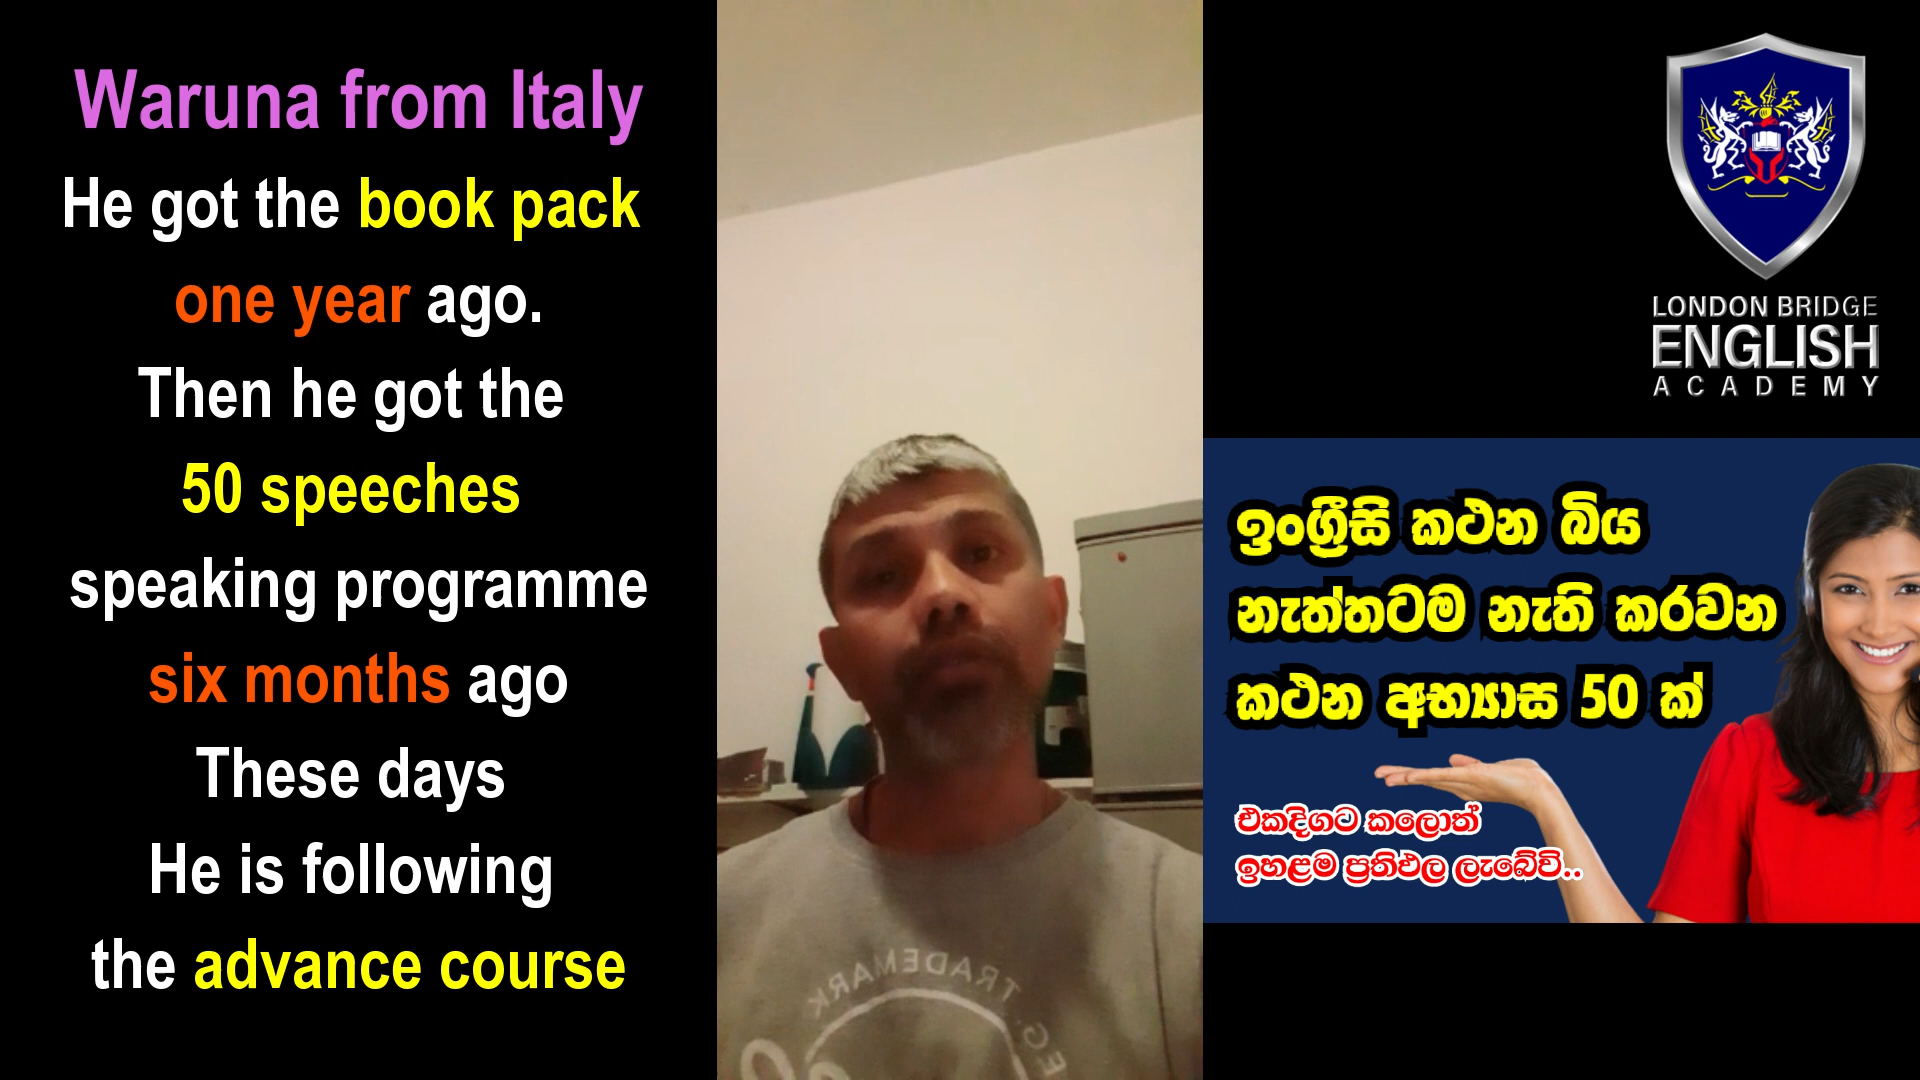 Waruna from Italy
He got the book pack
one year ago.
Then he got the
50 speeches
speaking programme
six months ago
These days
He is following
the advance course
TRADEMARK
LONDON BRIDGE
ENGLISH
ACADEMY
ඉංග්‍රීසි කථන බිය
නැත්තටම නැති කරවන
කථන අභ්‍යාස 50 ක්
එකදිගට කලොත්
ඉහළම ප්‍රතිඵල ලැබේවි..